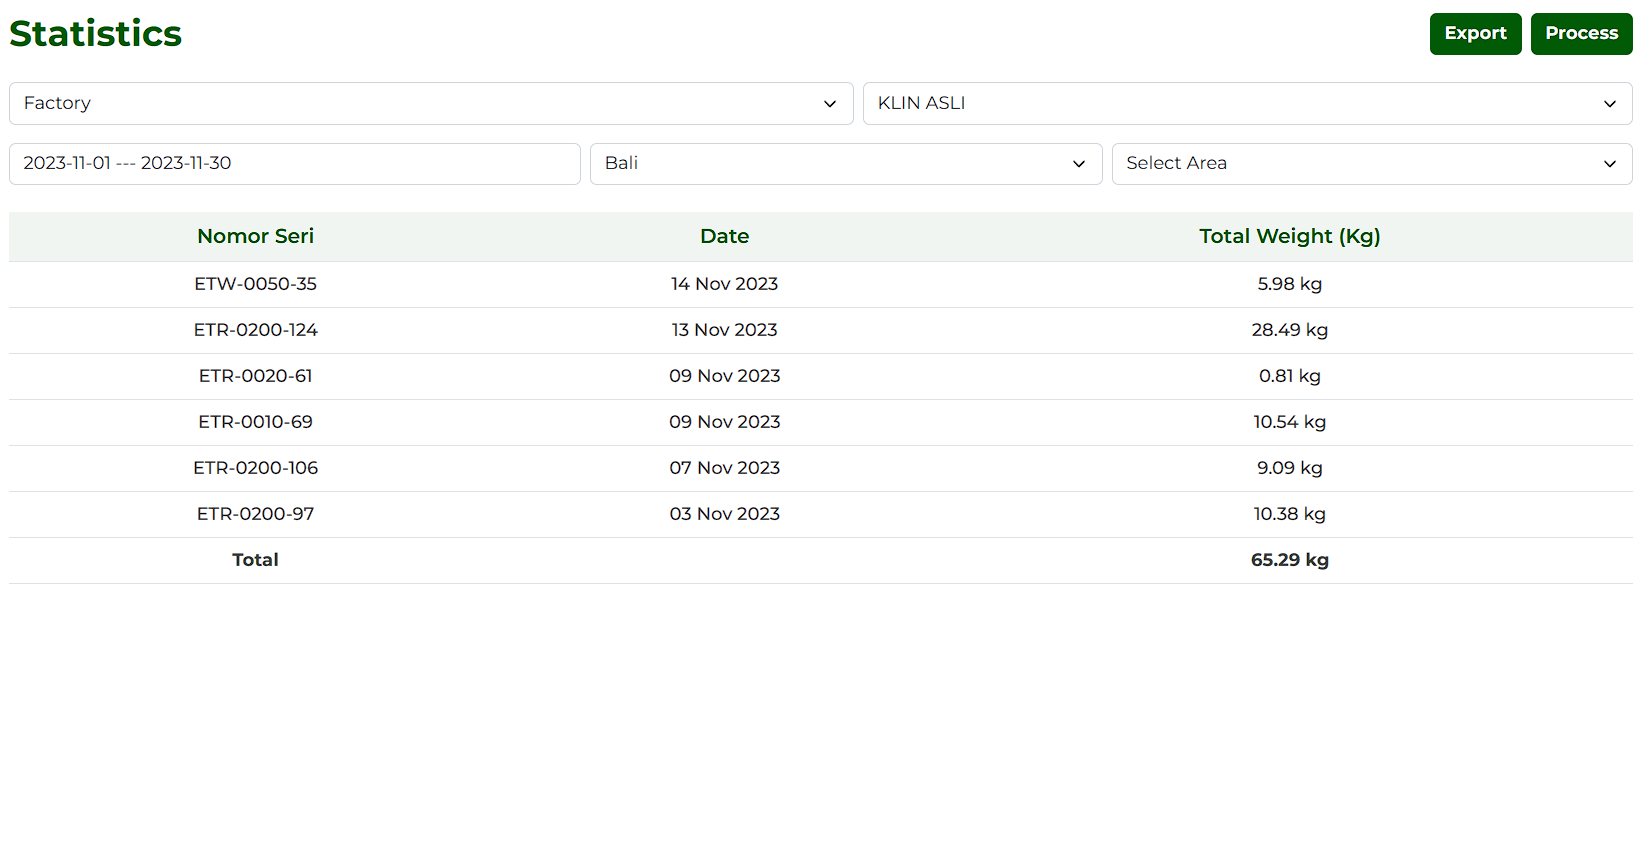 Statistics Export Process
Factory KLIN ASLI
2023-11-01 --- 2023-11-30 Bali Select Area
Nomor Seri Date Total Weight (Kg)
ETW-0050-35 14 Nov 2023 5.98 kg
ETR-0200-124 13 Nov 2023 28.49 kg
ETR-0020-61 09 Nov 2023 0.81 kg
ETR-0010-69 09 Nov 2023 10.54 kg
ETR-0200-106 07 Nov 2023 9.09 kg
ETR-0200-97 03 Nov 2023 10.38 kg
Total 65.29 kg